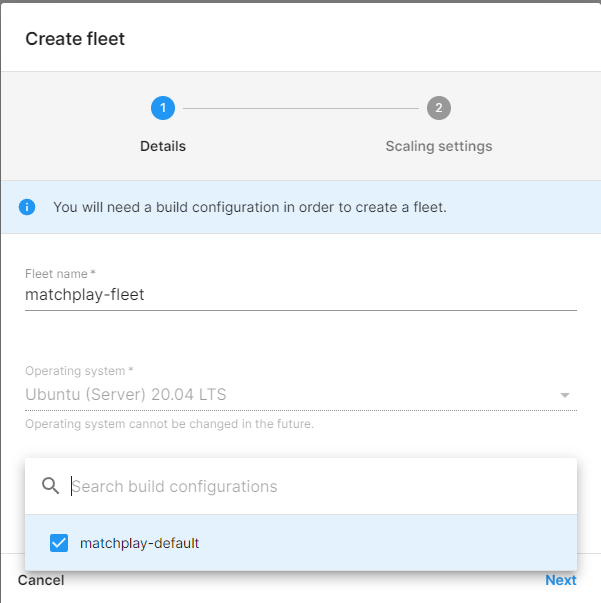 Create fleet
1
2
Details
Scaling settings
You will need a build configuration in order to create a fleet.
Fleet name *
matchplay-fleet
Operating system *
Ubuntu (Server) 20.04 LTS
Operating system cannot be changed in the future.
Search build configurations
matchplay-default
Cancel
Next